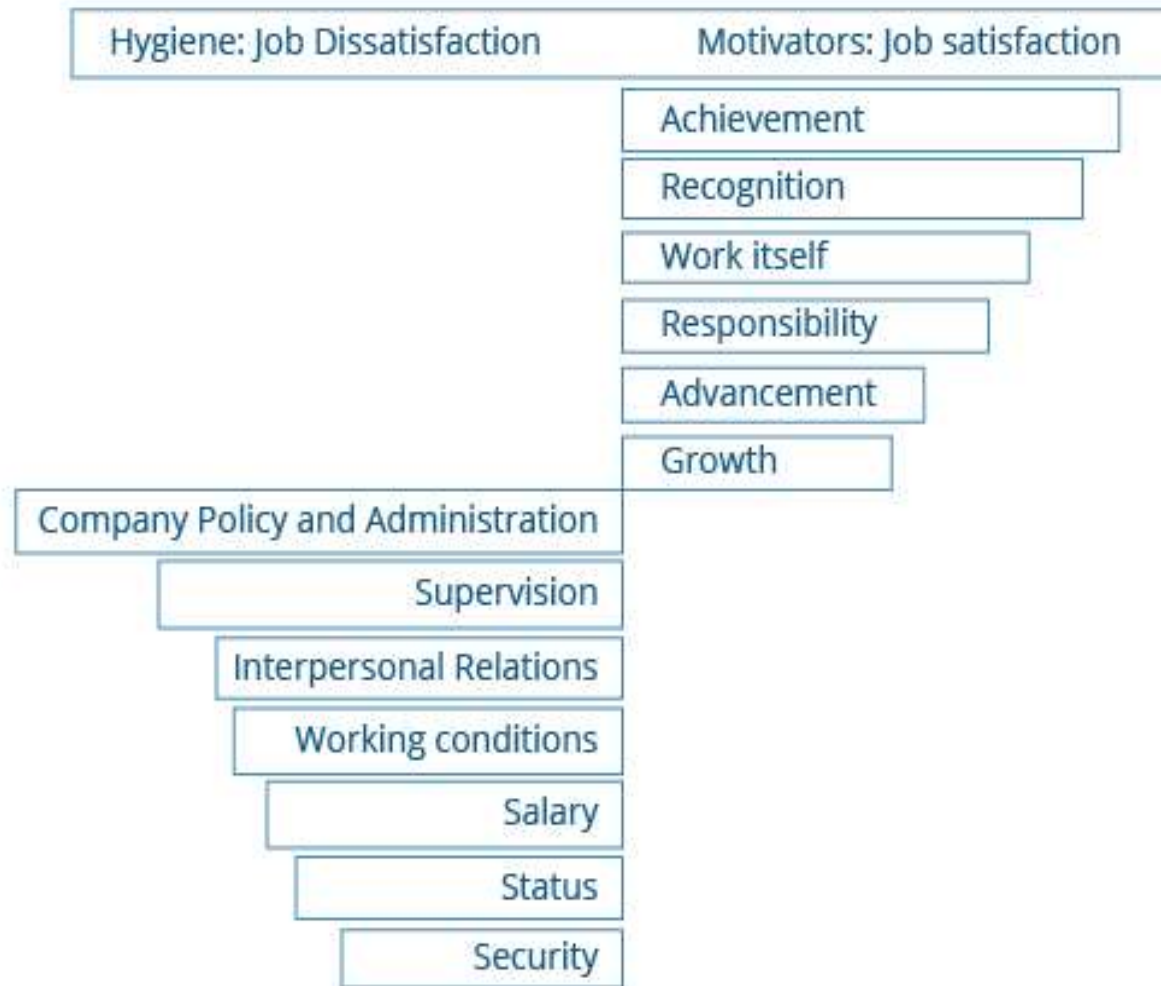 Hygiene: Job Dissatisfaction Motivators: Job satisfaction
Achievement
Recognition
Work itself
Responsibility
Advancement
Growth
Company Policy and Administration
Supervision
Interpersonal Relations
Working conditions
Salary
Status
Security